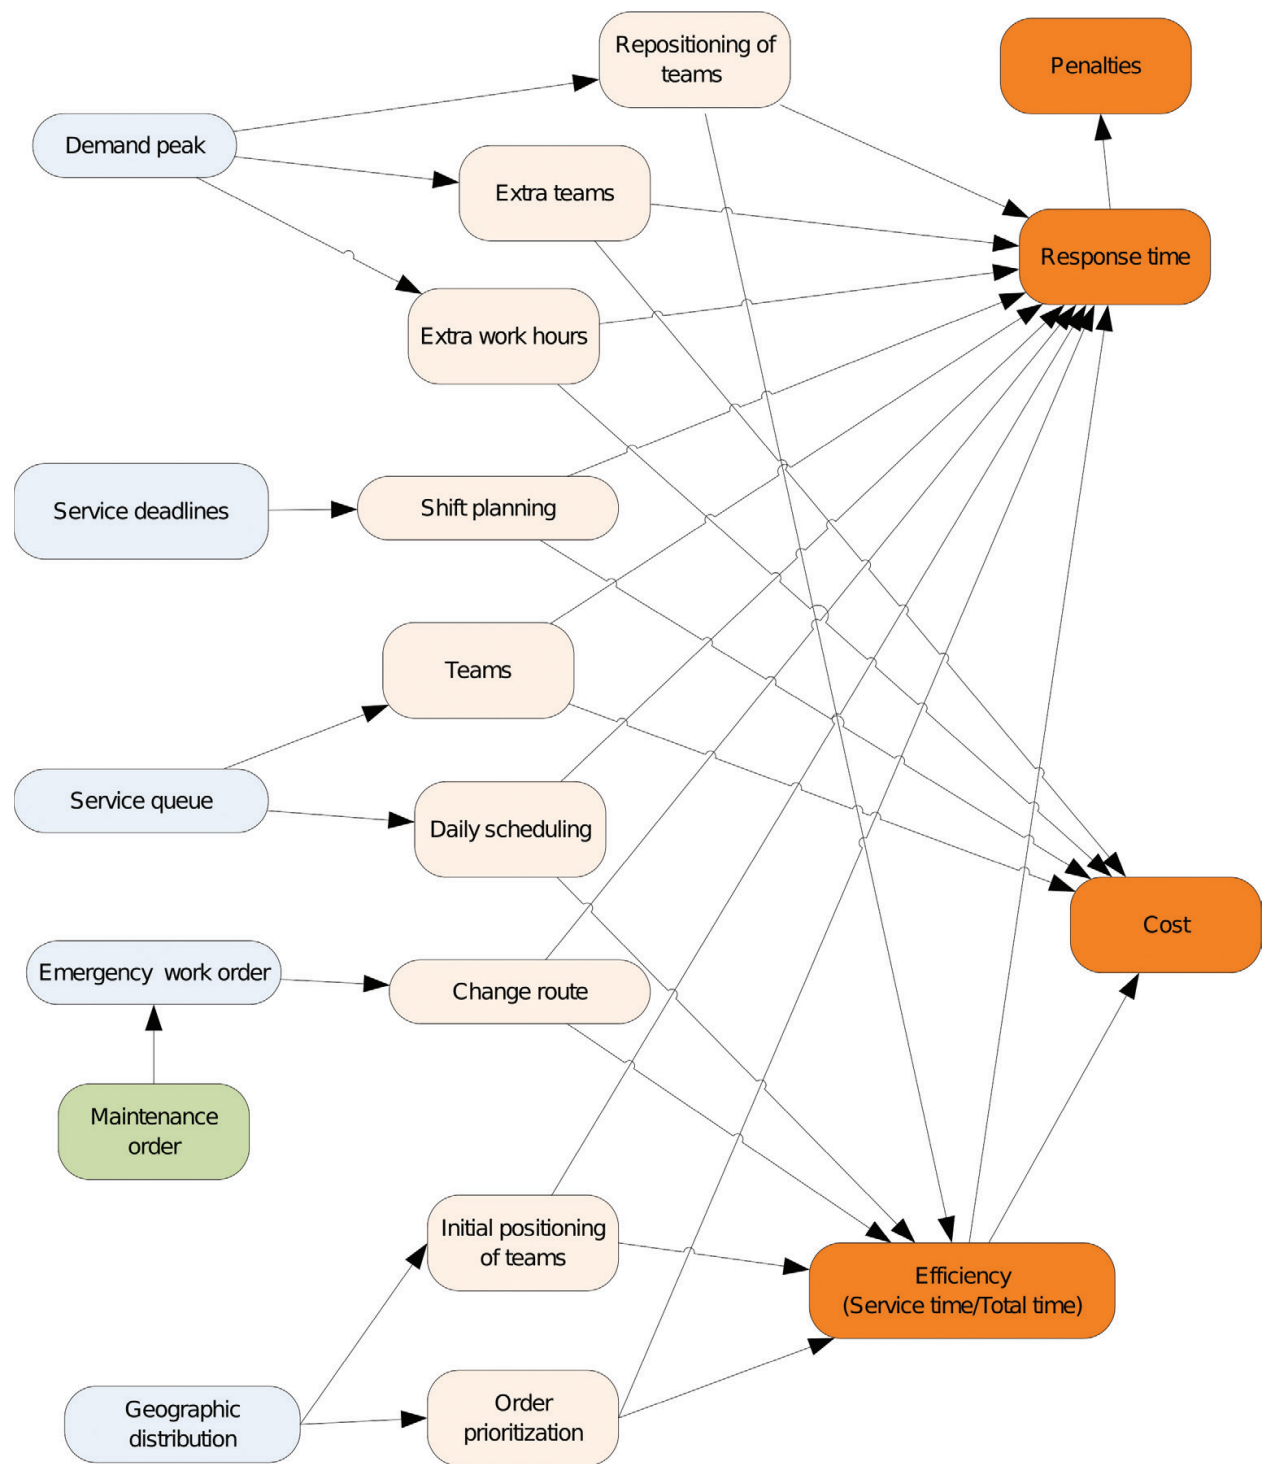 Repositioning of
teams
Penalties
Demand peak
Extra teams
Response time
Extra work hours
Service deadlines
Shift planning
Teams
Service queue
Daily scheduling
Cost
Emergency  work order
Change route
Maintenance
order
Initial positioning
of teams
Efficiency
(Service time/Total time)
Geographic
distribution
Order
prioritization